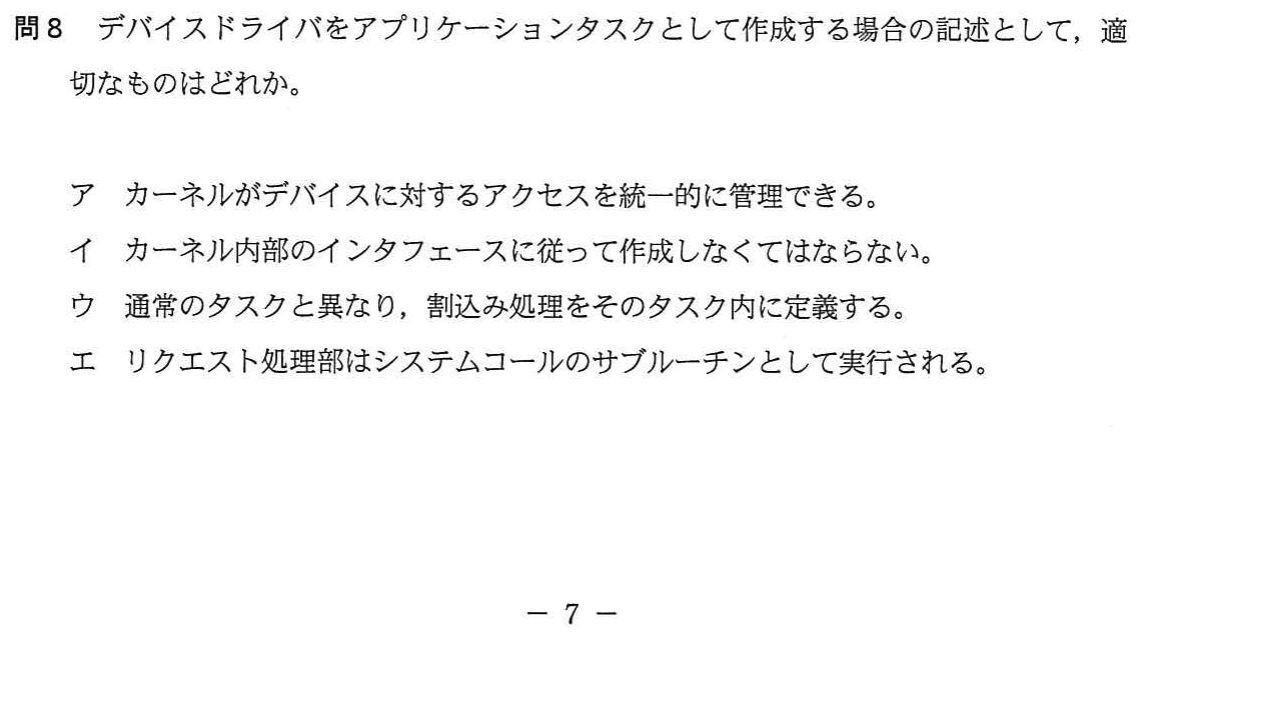 問8 デバイスドライバをアプリケーションタスクとして作成する場合の記述として，適
切なものはどれか。
ア カーネルがデバイスに対するアクセスを統一的に管理できる。
イ カーネル内部のインタフェースに従って作成しなくてはならない。
ウ 通常のタスクと異なり，割込み処理をそのタスク内に定義する。
エ リクエスト処理部はシステムコールのサブルーチンとして実行される。
－ 7 －